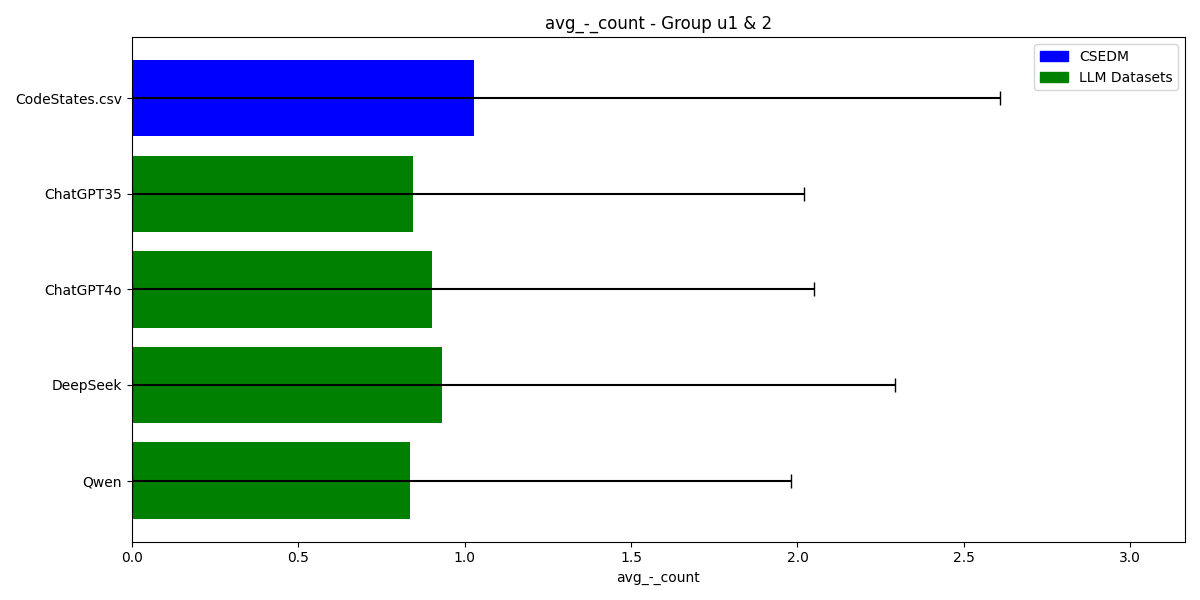 avg_-_count - Group u1 & 2
CSEDM
LLM Datasets
CodeStates.csv
ChatGPT35
ChatGPT4o
DeepSeek
Qwen
0.0 0.5 1.0 1.5 2.0 2.5 3.0
avg_-_count